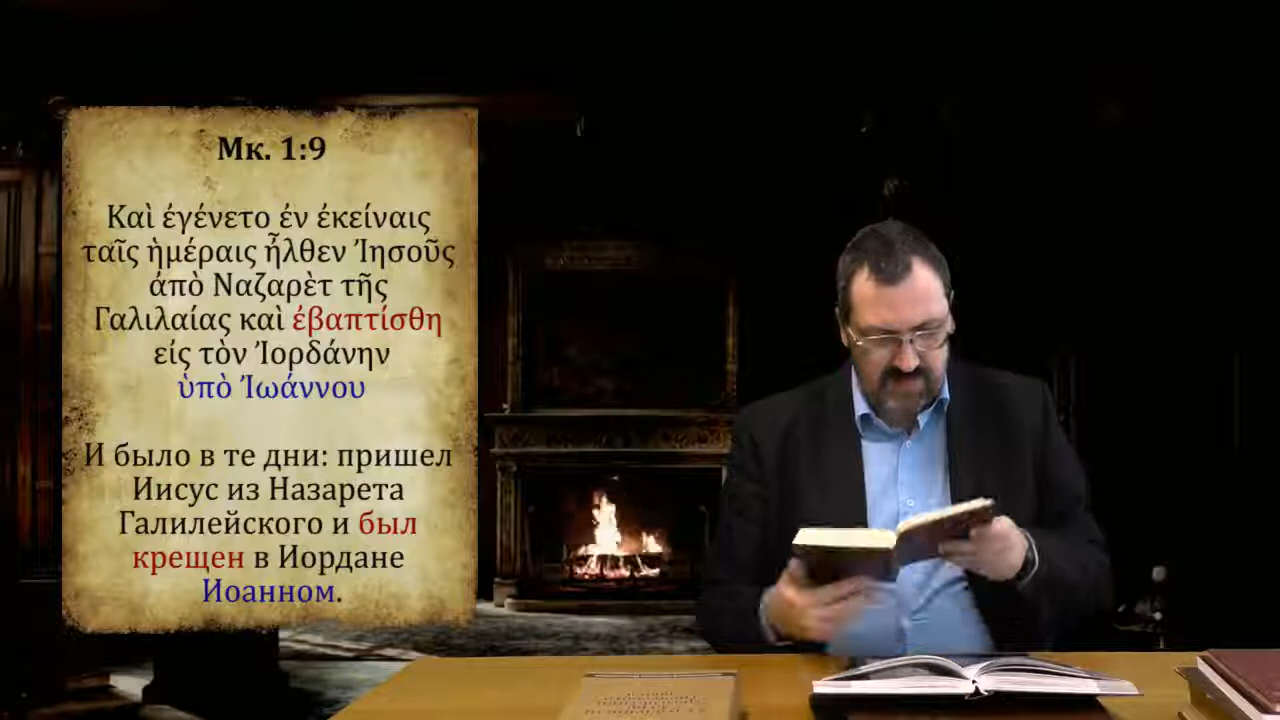 Мк. 1:9
Καὶ ἐγένετο ἐν ἐκείναις
ταῖς ἡμέραις ἦλθεν Ἰησοῦς
ἀπὸ Ναζαρὲτ τῆς
Γαλιλαίας καὶ ἐβαπτίσθη
εἰς τὸν Ἰορδάνην
ὑπὸ Ἰωάννου
И было в те дни: пришел
Иисус из Назарета
Галилейского и был
крещен в Иордане
Иоанном.